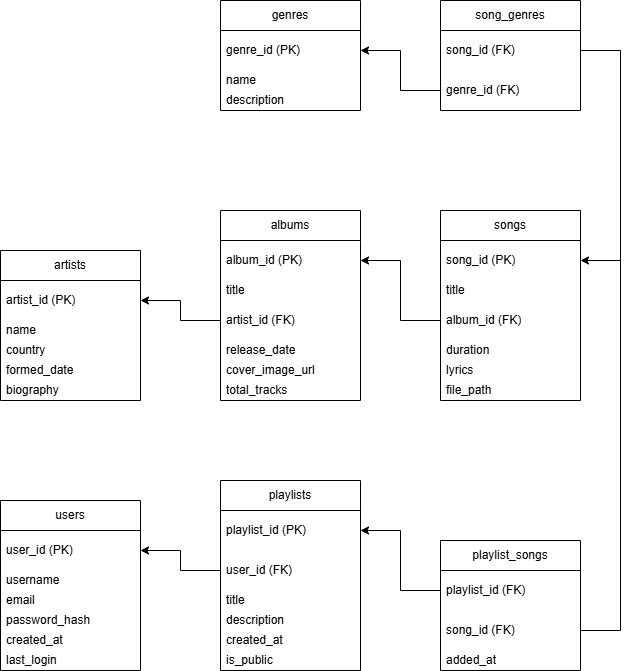 genres
genre_id (PK)
name
description
song_genres
song_id (FK)
genre_id (FK)
artists
artist_id (PK)
name
country
formed_date
biography
albums
album_id (PK)
title
artist_id (FK)
release_date
cover_image_url
total_tracks
songs
song_id (PK)
title
album_id (FK)
duration
lyrics
file_path
users
user_id (PK)
username
email
password_hash
created_at
last_login
playlists
playlist_id (PK)
user_id (FK)
title
description
created_at
is_public
playlist_songs
playlist_id (FK)
song_id (FK)
added_at